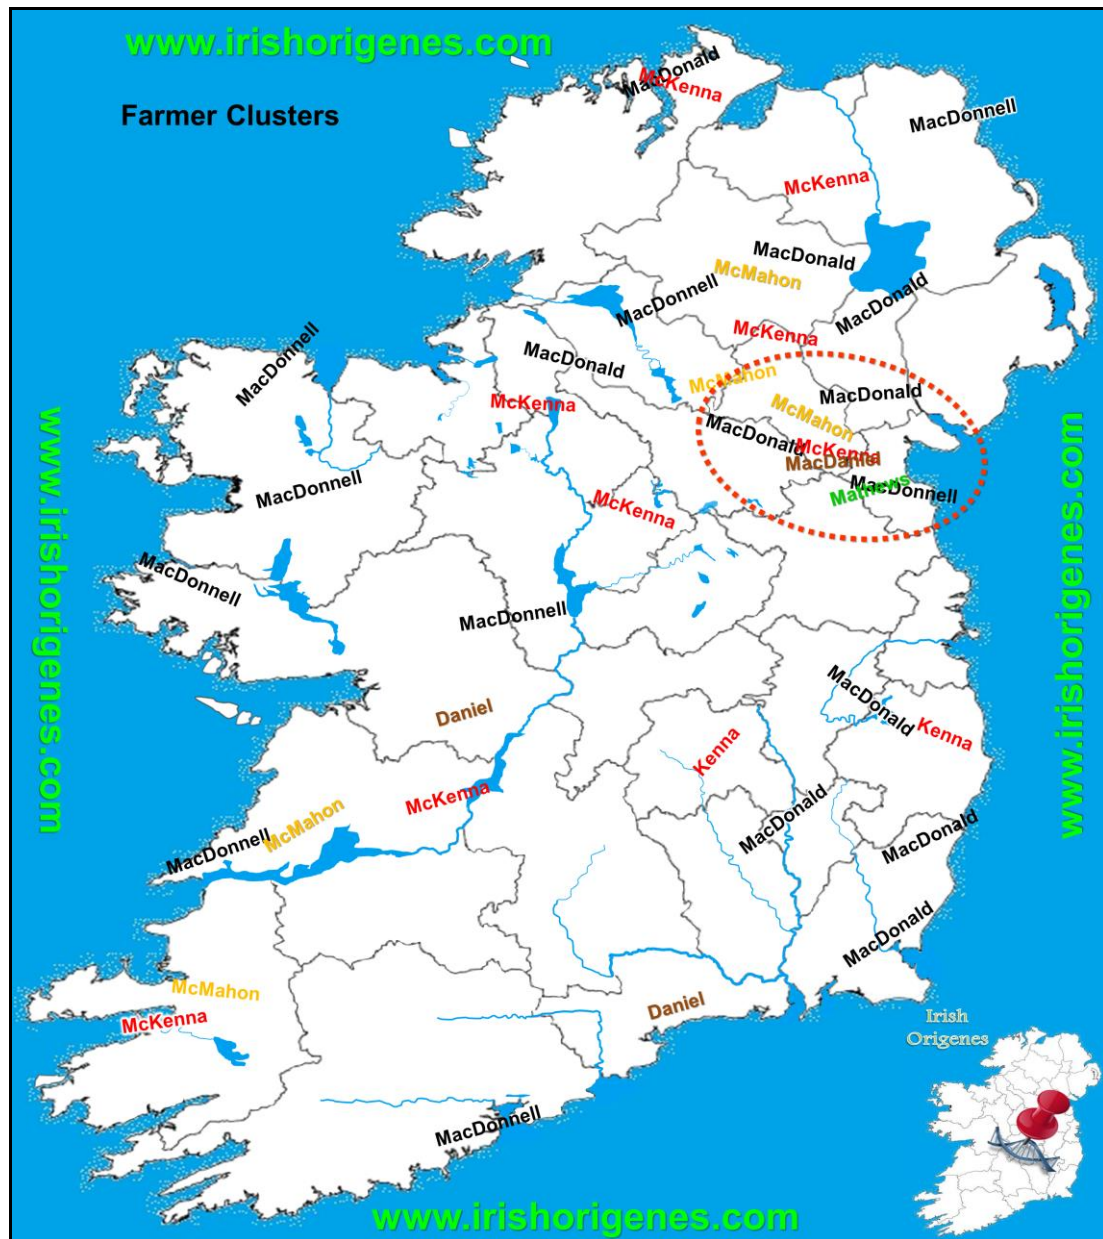 www.irishorigenes.com
Farmer Clusters
MacDonald
McKenna
MacDonnell
McKenna
MacDonald
McMahon
MacDonnell
MacDonald
McKenna
MacDonnell
MacDonald
McMahon
MacDonald
McKenna
McMahon
MacDonald
McKenna
MacDaniel
MacDonnell
Mathews
MacDonnell
McKenna
www.irishorigenes.com
www.irishorigenes.com
MacDonnell
MacDonnell
MacDonald
Kenna
Daniel
Kenna
McKenna
MacDonald
McMahon
MacDonnell
MacDonald
MacDonald
McMahon
McKenna
Daniel
Irish
Origenes
MacDonnell
www.irishorigenes.com